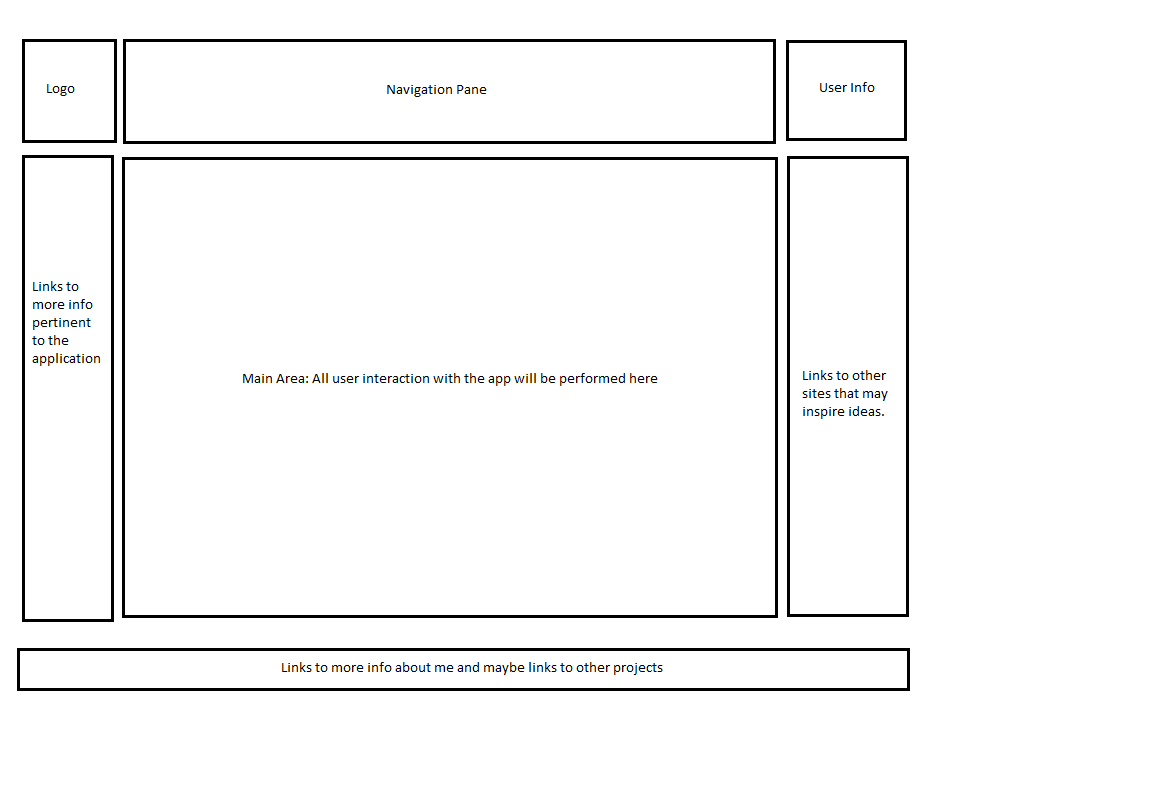 Logo
Navigation Pane
User Info
Links to
more info
pertinent
to the
application
Main Area: All user interaction with the app will be performed here
Links to other
sites that may
inspire ideas.
Links to more info about me and maybe links to other projects